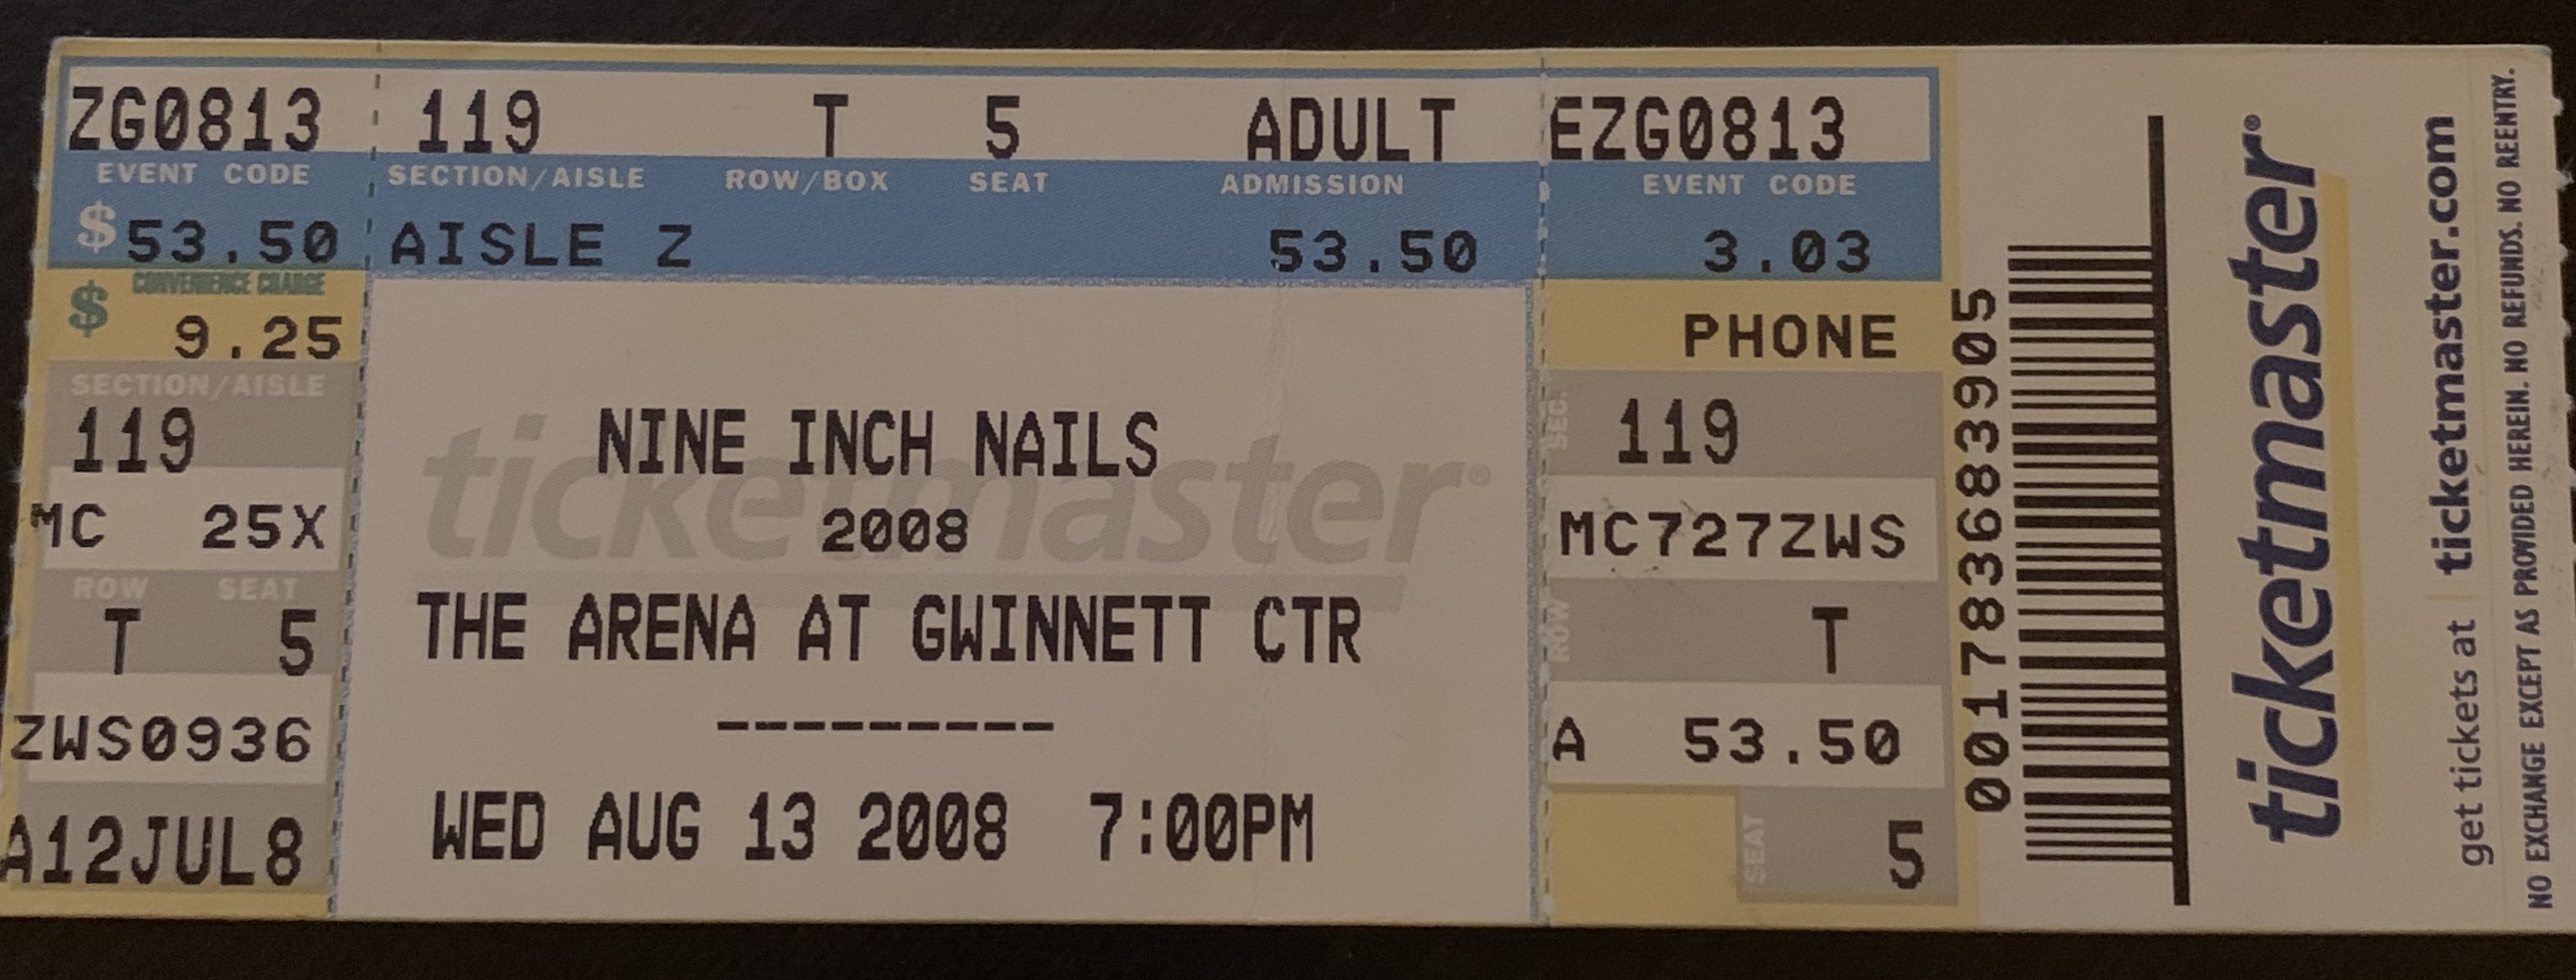 ZG0813 119 T 5 ADULT EZG0813
EVENT CODE SECTION/AISLE ROW/BOX SEAT ADMISSION EVENT CODE
$53.50 AISLE Z 53.50 3.03
CONVENIENCE CHARGE
$ 9.25
PHONE
SECTION/AISLE
119
MC 25X
ROW SEAT
T 5
ZWS0936
A12JUL8
ticketmaster®
NINE INCH NAILS
2008
THE ARENA AT GWINNETT CTR
---------
WED AUG 13 2008 7:00PM
SEC.
119
MC727ZWS
ROW
T
A 53.50
SEAT
5
001783683905
ticketmaster®
get tickets at | ticketmaster.com
NO EXCHANGE EXCEPT AS PROVIDED HEREIN. NO REFUNDS. NO REENTRY.